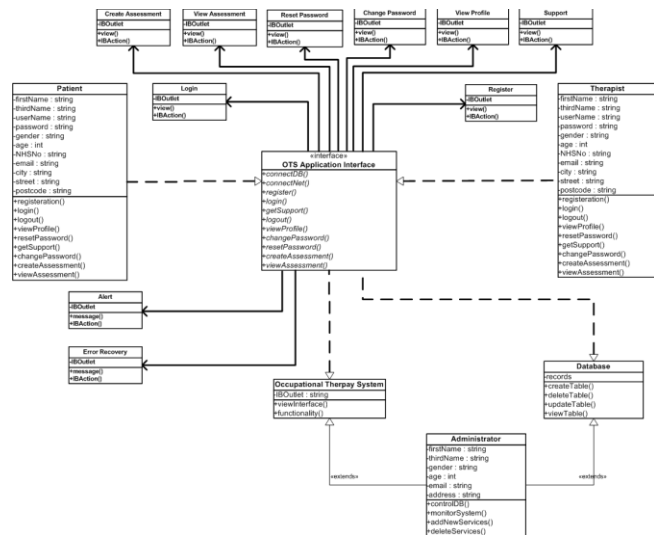 Create Assessment
-IBOutlet
+view()
+IBAction()
View Assessment
-IBOutlet
+view()
+IBAction()
Reset Password
-IBOutlet
+view()
+IBAction()
Change Password
-IBOutlet
+view()
+IBAction()
View Profile
-IBOutlet
+view()
+IBAction()
Support
-IBOutlet
+view()
+IBAction()
Patient
-firstName : string
-thirdName : string
-userName : string
-password : string
-gender : string
-age : int
-NHSNo : string
-email : string
-city : string
-street : string
-postcode : string
+registeration()
+login()
+logout()
+viewProfile()
+resetPassword()
+getSupport()
+changePassword()
+createAssessment()
+viewAssessment()
Login
-IBOutlet
+view()
+IBAction()
Register
-IBOutlet
+view()
+IBAction()
Therapist
-firstName : string
-thirdName : string
-userName : string
-password : string
-gender : string
-age : int
-NHSNo : string
-email : string
-city : string
-street : string
-postcode : string
+registeration()
+login()
+logout()
+viewProfile()
+resetPassword()
+getSupport()
+changePassword()
+createAssessment()
+viewAssessment()
«interface»
OTS Application Interface
+connectDB()
+connectNet()
+register()
+login()
+getSupport()
+logout()
+viewProfile()
+changePassword()
+resetPassword()
+createAssessment()
+viewAssessment()
Alert
-IBOutlet
+message()
+IBAction()
Error Recovery
-IBOutlet
+message()
+IBAction()
Occupational Therpay System
-IBOutlet : string
+viewInterface()
+functionality()
Database
-records
+createTable()
+deleteTable()
+updateTable()
+viewTable()
Administrator
-firstName : string
-thirdName : string
-gender : string
-age : int
-email : string
-address : string
+controlDB()
+monitorSystem()
+addNewServices()
+deleteServices()
«extends»
«extends»